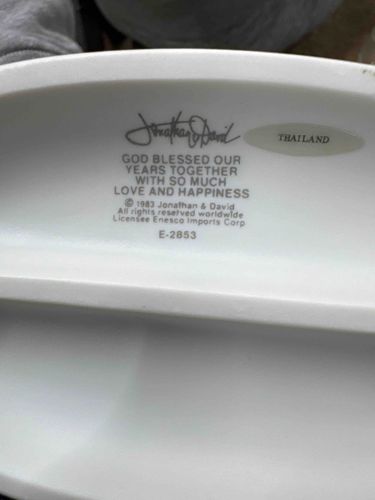 Jonathan & David
THAILAND
GOD BLESSED OUR
YEARS TOGETHER
WITH SO MUCH
LOVE AND HAPPINESS
© 1983 Jonathan & David
All rights reserved worldwide
Licensee Enesco Imports Corp
E-2853